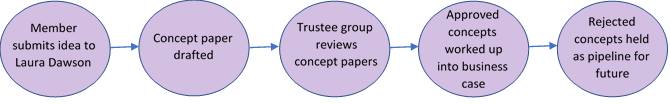 Member
submits idea to
Laura Dawson
Concept paper
drafted
Trustee group
reviews
concept papers
Approved
concepts
worked up
into business
case
Rejected
concepts held
as pipeline for
future